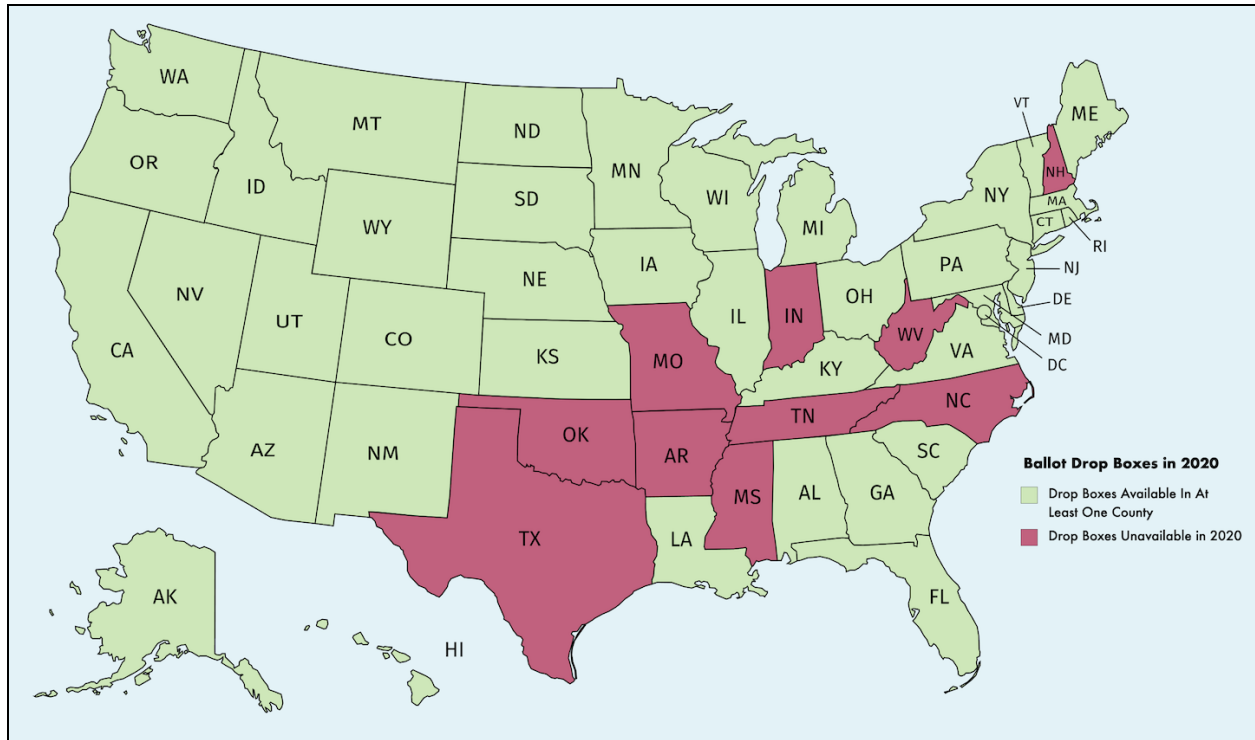 WA
MT
ND
MN
VT
ME
OR
ID
SD
WI
MI
NY
NH
MA
CT
RI
WY
NE
IA
PA
NJ
NV
UT
CO
KS
IL
IN
OH
WV
DE
MD
DC
CA
MO
KY
VA
AZ
NM
OK
AR
TN
NC
SC
TX
LA
MS
AL
GA
FL
AK
HI
Ballot Drop Boxes in 2020
Drop Boxes Available In At
Least One County
Drop Boxes Unavailable in 2020